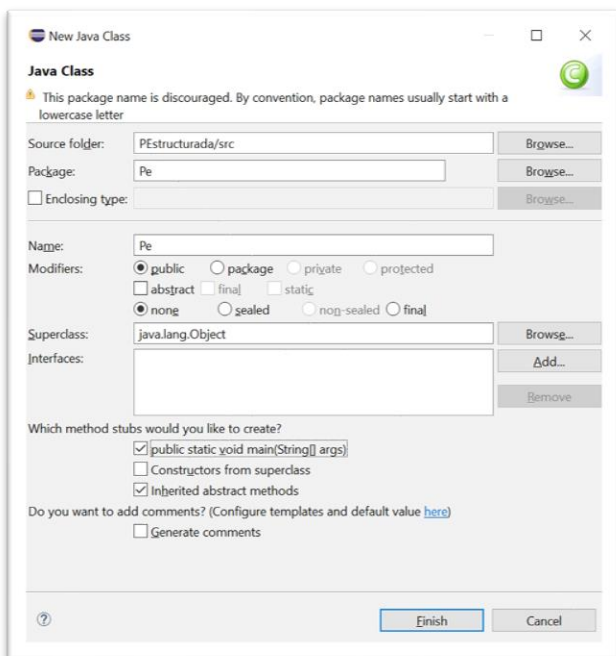 New Java Class
Java Class
This package name is discouraged. By convention, package names usually start with a
lowercase letter
Source folder: PEstructurada/src Browse...
Package: Pe Browse...
Enclosing type: Browse...
Name: Pe
Modifiers: public package private protected
abstract final static
none sealed non-sealed final
Superclass: java.lang.Object Browse...
Interfaces: Add...
Remove
Which method stubs would you like to create?
public static void main(String[] args)
Constructors from superclass
Inherited abstract methods
Do you want to add comments? (Configure templates and default value here)
Generate comments
? Finish Cancel